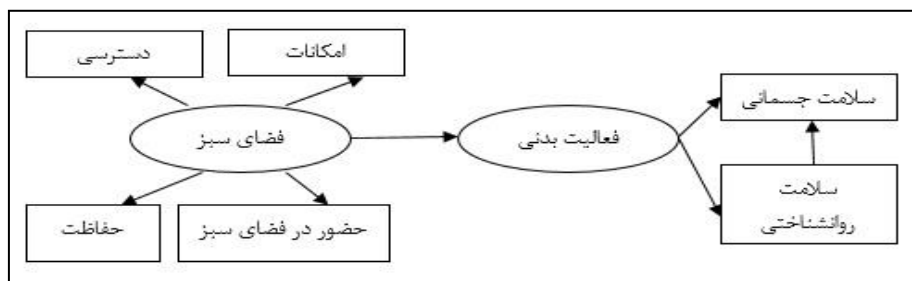 امکانات
دسترسی
سلامت جسمانی
فعالیت بدنی
فضای سبز
سلامت
روانشناختی
حضور در فضای سبز
حفاظت